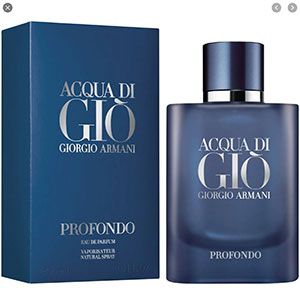 ACQUA DI
GIÒ
GIORGIO ARMANI
PROFONDO
EAU DE PARFUM
VAPORISATEUR
NATURAL SPRAY
ACQUA DI
GIÒ
GIORGIO ARMANI
PROFONDO